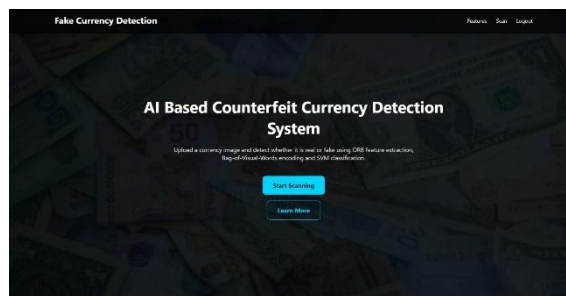 Fake Currency Detection
Features Scan Logout
AI Based Counterfeit Currency Detection
System
Upload a currency image and detect whether it is real or fake using ORB feature extraction,
Bag-of-Visual-Words encoding and SVM classification.
Start Scanning
Learn More
50